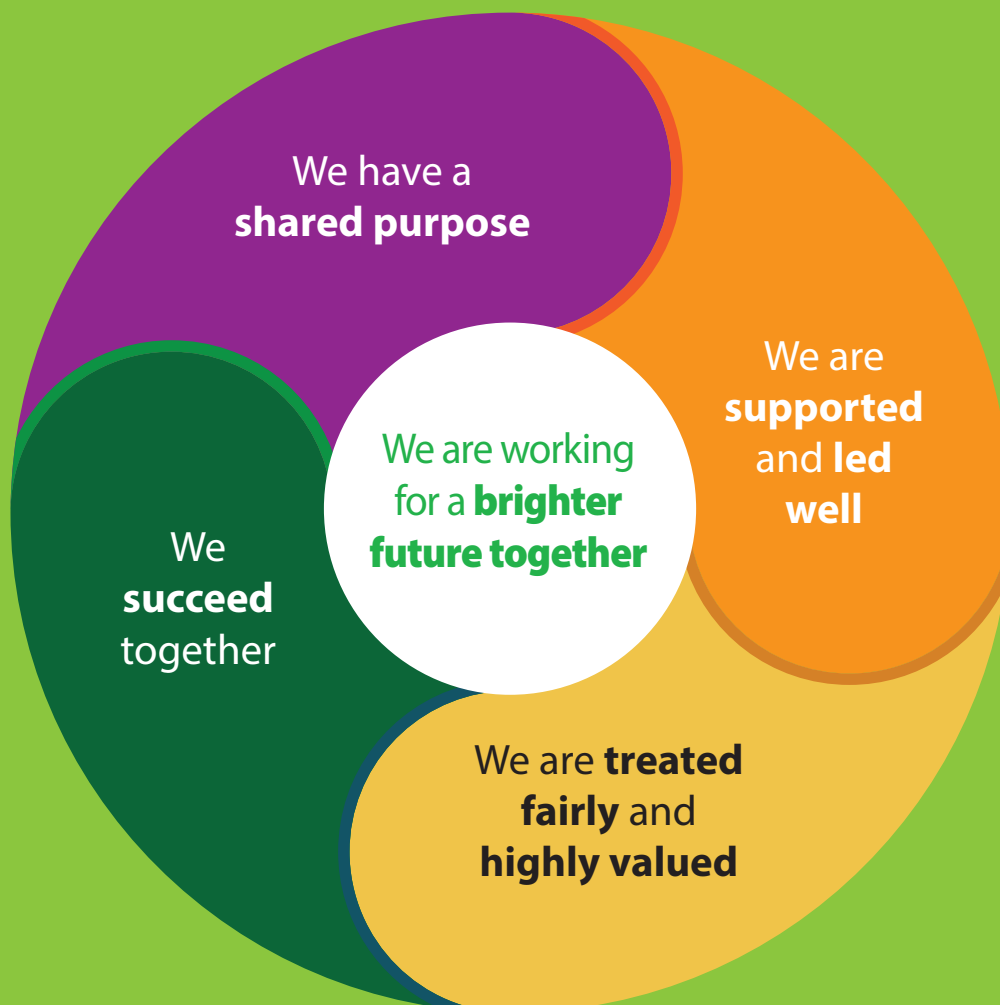 We have a
shared purpose
We are
supported
and led
well
We are working
for a brighter
future together
We
succeed
together
We are treated
fairly and
highly valued